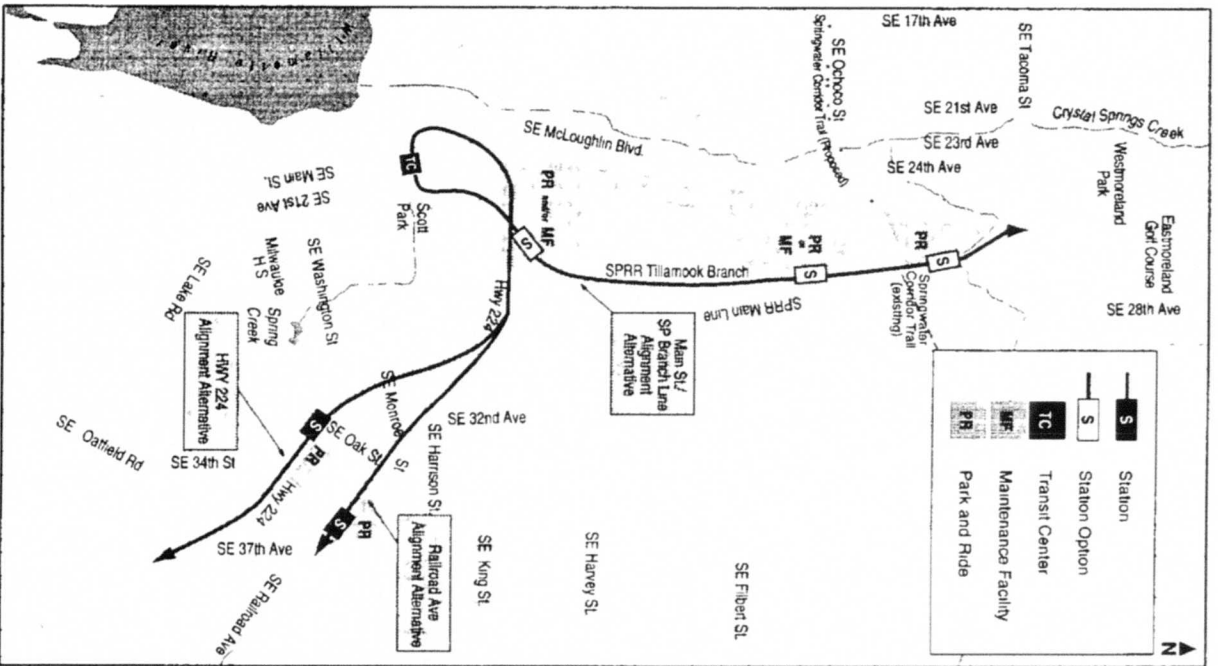 Willamette River
SE 17th Ave
SE Tacoma St
SE Ochoco St
Springwater Corridor Trail (Proposed)
SE 21st Ave
Crystal Springs Creek
SE 23rd Ave
SE 24th Ave
SE McLoughlin Blvd.
Westmoreland
Park
Eastmoreland
Golf Course
SE 28th Ave
PR
S
Springwater
Corridor Trail
(existing)
PR
or
MF
S
PR and/or MF
S
SPRR Tillamook Branch
SPRR Main Line
TC
SE Main St.
SE 21st Ave
Scott
Park
SE Washington St
Milwaukie
H S
Spring
Creek
SE Lake Rd
Hwy 224
Main St./
SP Branch Line
Alignment
Alternative
HWY 224
Alignment Alternative
SE Monroe St
SE 32nd Ave
SE Harrison St.
SE Oak St
S
PR
SE Oatfield Rd
SE 34th St
Hwy 224
S
PR
Railroad Ave
Alignment Alternative
SE 37th Ave
SE Railroad Ave
SE King St.
SE Harvey St.
SE Filbert St.
S
Station
S
Station Option
TC
Transit Center
MF
Maintenance Facility
PR
Park and Ride
N